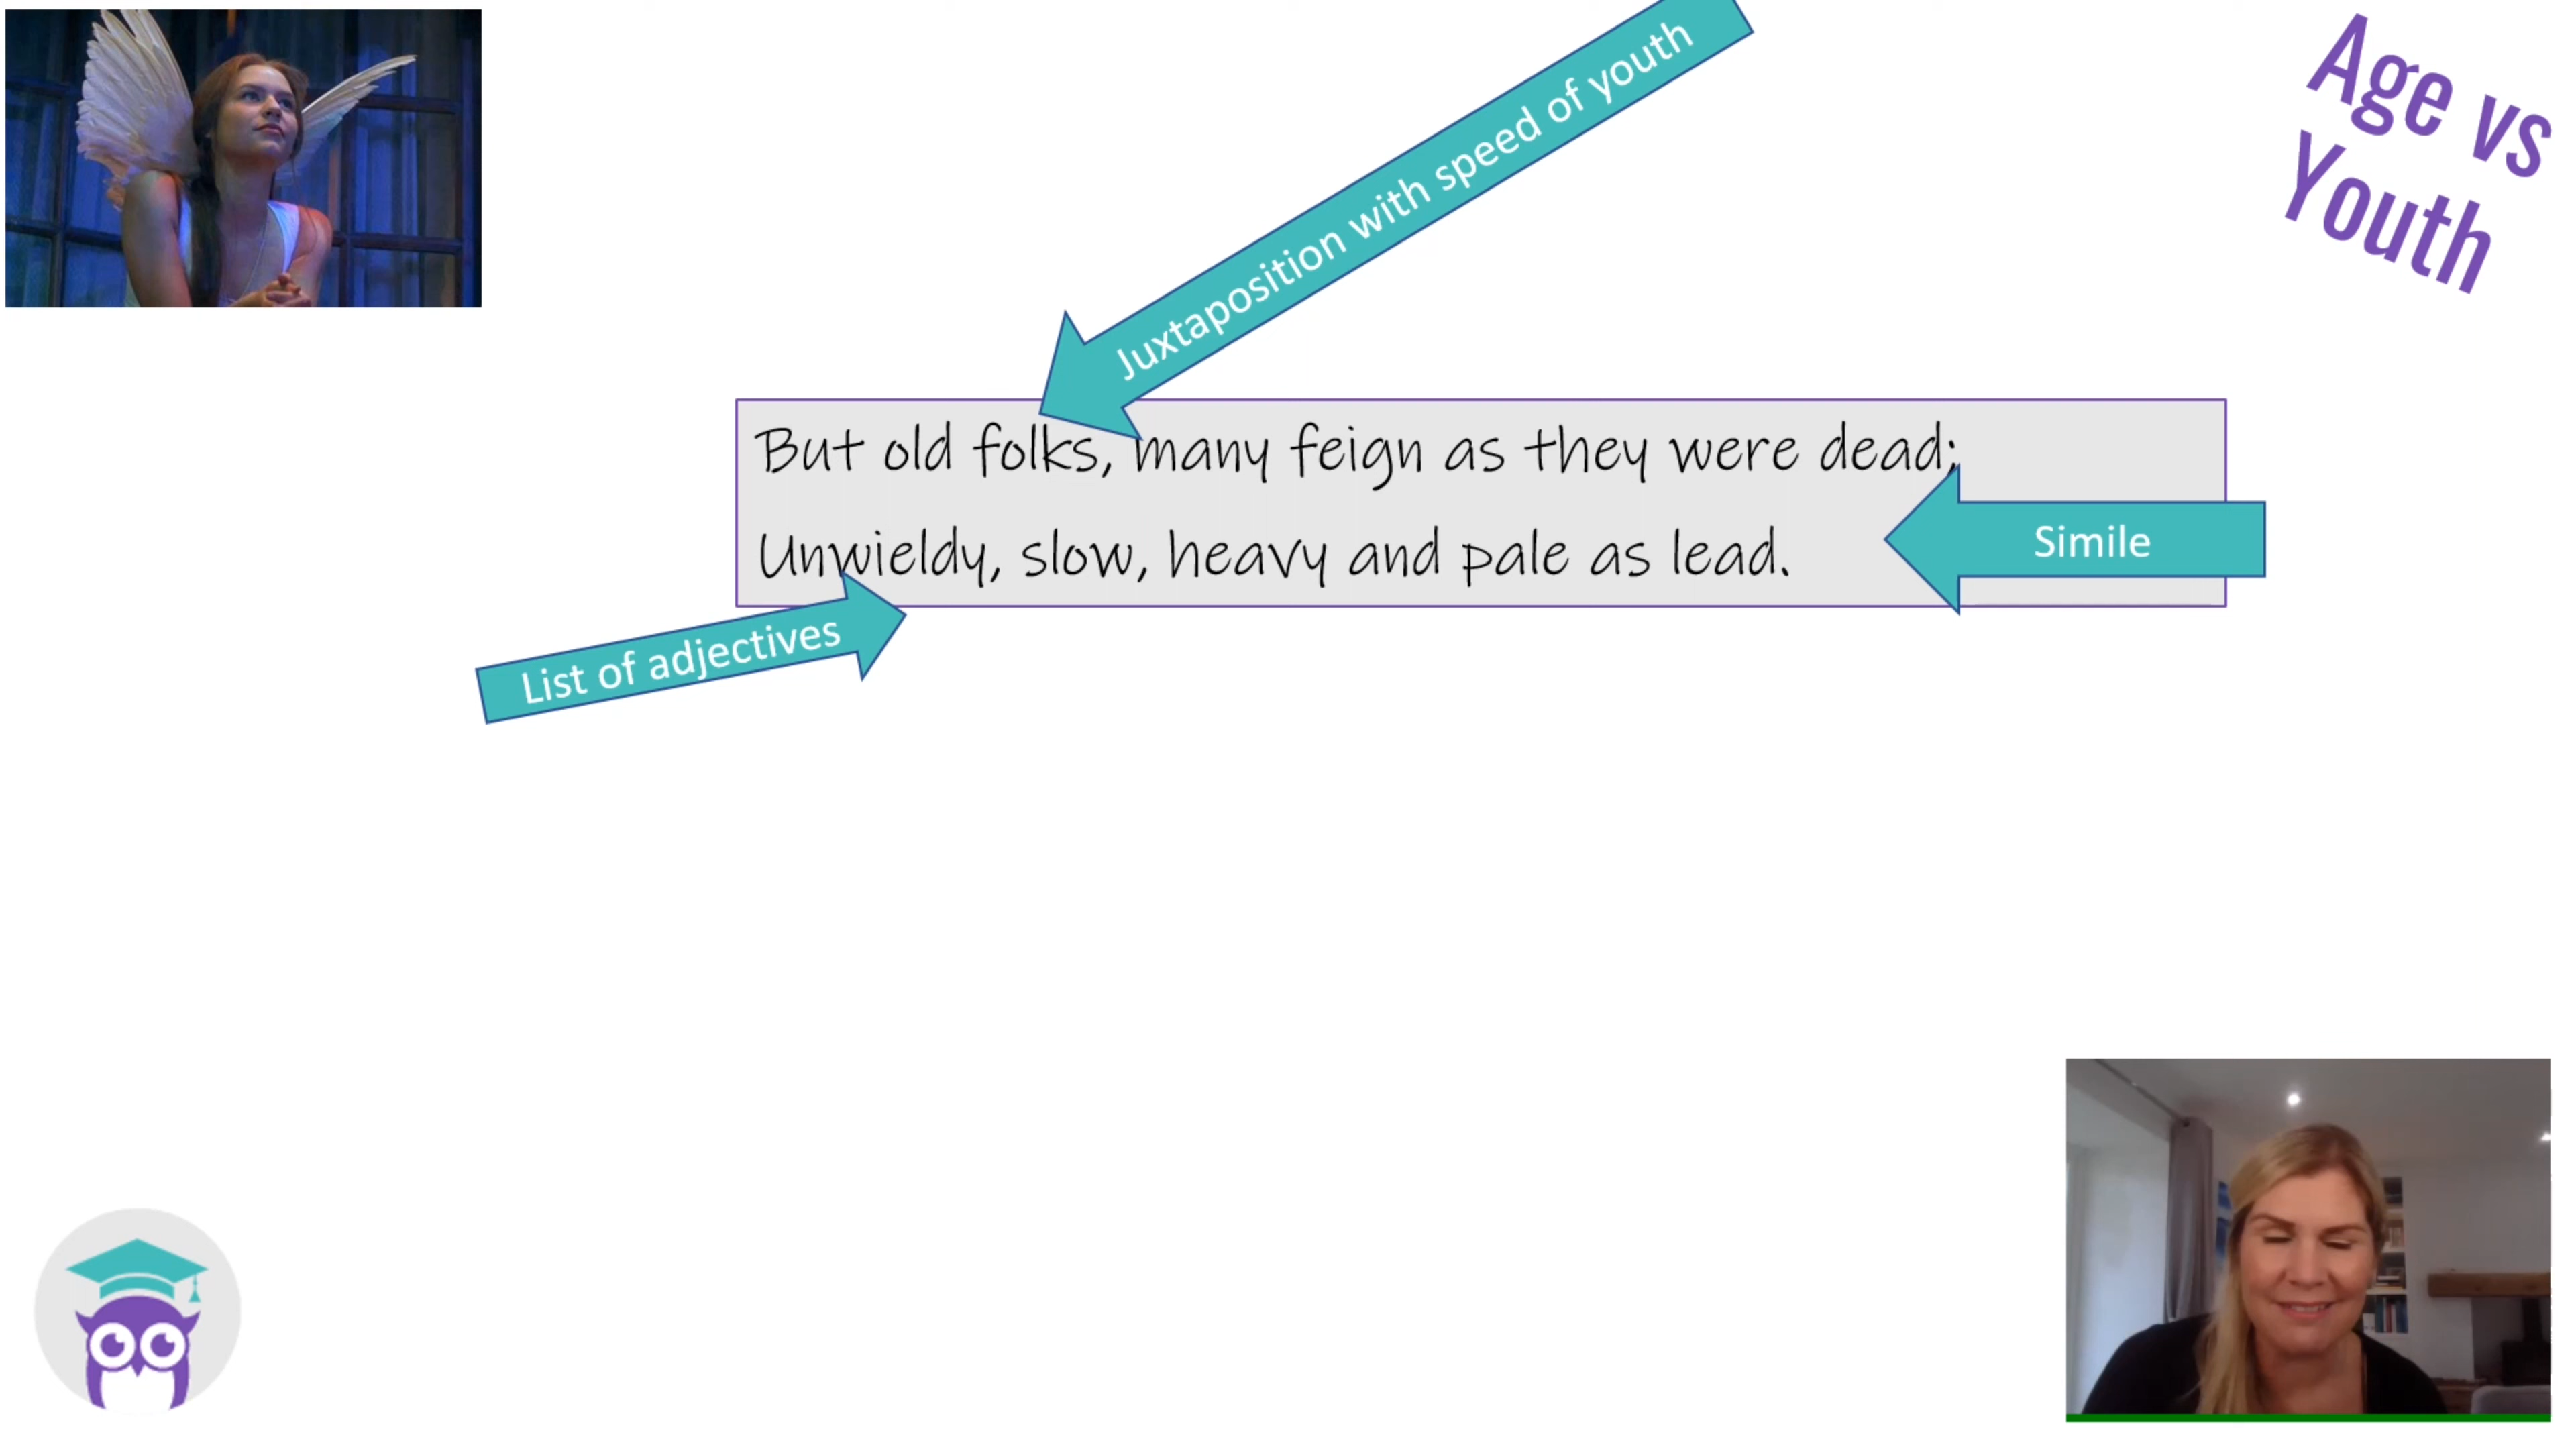 Age vs
Youth
Juxtaposition with speed of youth
But old folks, many feign as they were dead;
Unwieldy, slow, heavy and pale as lead.
Simile
List of adjectives